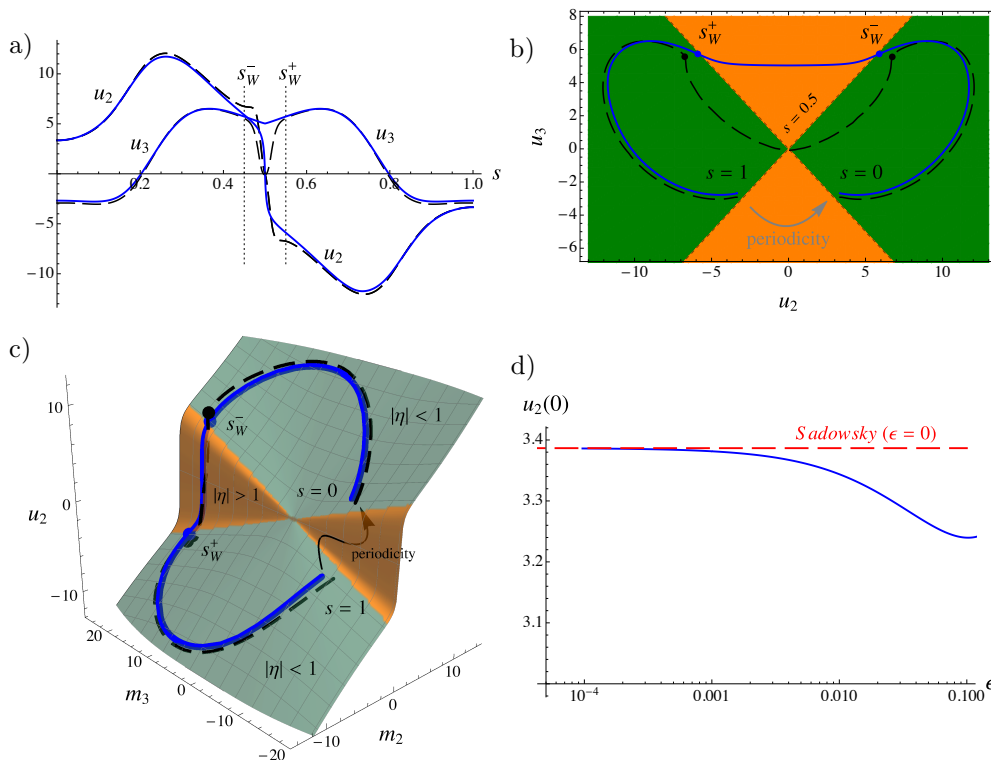 a)
10
5
−5
−10
0.2
0.4
0.6
0.8
1.0
s
u₂
u₃
s_W^−
s_W^+
u₃
u₂
b)
8
6
4
2
0
−2
−4
−6
u₃
−10
−5
0
5
10
u₂
s_W^+
s_W^−
s = 0.5
s = 1
s = 0
periodicity
c)
10
0
−10
u₂
20
10
0
−10
−20
m₃
−10
0
10
m₂
s_W^−
|η| < 1
|η| > 1
s = 0
s_W^+
periodicity
s = 1
|η| < 1
d)
u₂(0)
3.4
3.3
3.2
3.1
Sadowsky (ϵ = 0)
10⁻⁴
0.001
0.010
0.100
ϵ